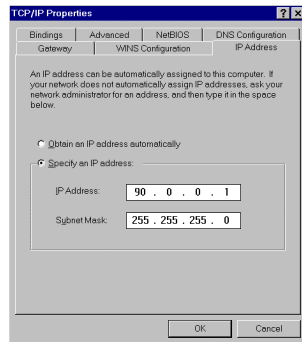 TCP/IP Properties
Bindings Advanced NetBIOS DNS Configuration
Gateway WINS Configuration IP Address
An IP address can be automatically assigned to this computer. If
your network does not automatically assign IP addresses, ask your
network administrator for an address, and then type it in the space
below.
Obtain an IP address automatically
Specify an IP address:
IP Address: 90 . 0 . 0 . 1
Subnet Mask: 255 . 255 . 255 . 0
OK Cancel